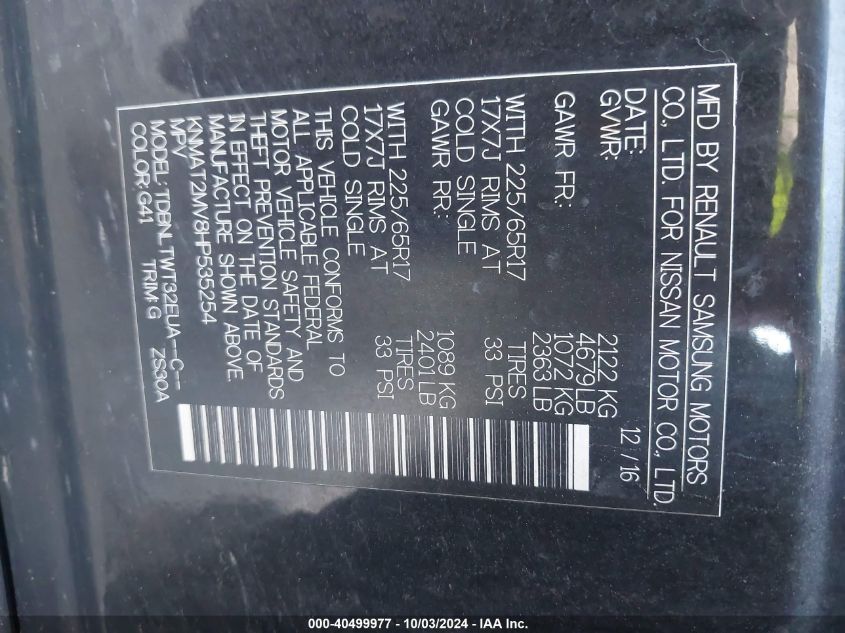 MFD BY RENAULT SAMSUNG MOTORS
CO., LTD. FOR NISSAN MOTOR CO., LTD.
DATE: 12 /16
GVWR: 2122 KG
4679 LB
GAWR FR.: 1072 KG
2363 LB
WITH 225/65R17 TIRES
17X7J RIMS AT 33 PSI
COLD SINGLE
GAWR RR: 1089 KG
2401 LB
WITH 225/65R17 TIRES
17X7J RIMS AT 33 PSI
COLD SINGLE
THIS VEHICLE CONFORMS TO
ALL APPLICABLE FEDERAL
MOTOR VEHICLE SAFETY AND
THEFT PREVENTION STANDARDS
IN EFFECT ON THE DATE OF
MANUFACTURE SHOWN ABOVE.
KNMAT2MV8HP535254
MPV
MODEL: TDBNLTWT32EUA--C--
COLOR:G41 TRIM: G ZS30A
000-40499977 - 10/03/2024 - IAA Inc.